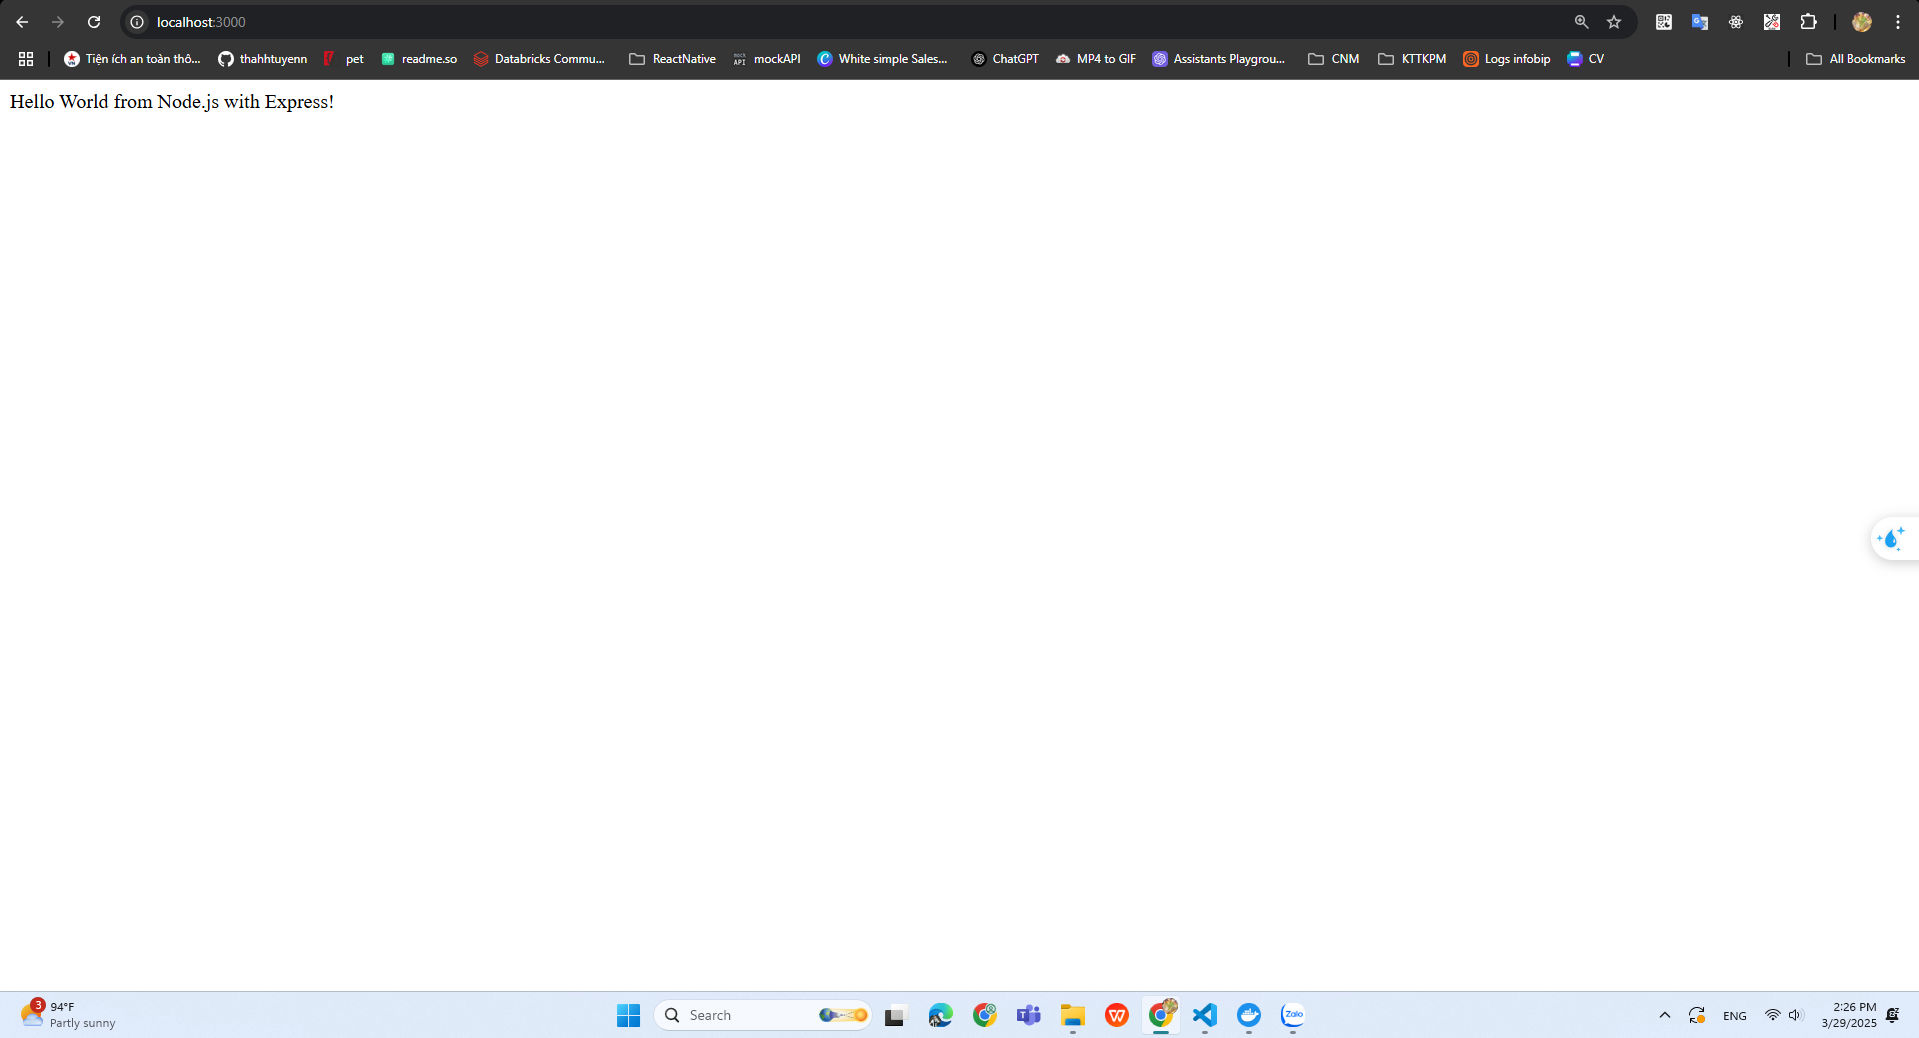 localhost:3000
Tiện ích an toàn thô... thahhtuyenn pet readme.so Databricks Commu... ReactNative mock API mockAPI White simple Sales... ChatGPT MP4 to GIF Assistants Playgrou... CNM KTTKPM Logs infobip CV All Bookmarks
Hello World from Node.js with Express!
3 94°F
Partly sunny
Search
Zalo
ENG
2:26 PM
3/29/2025